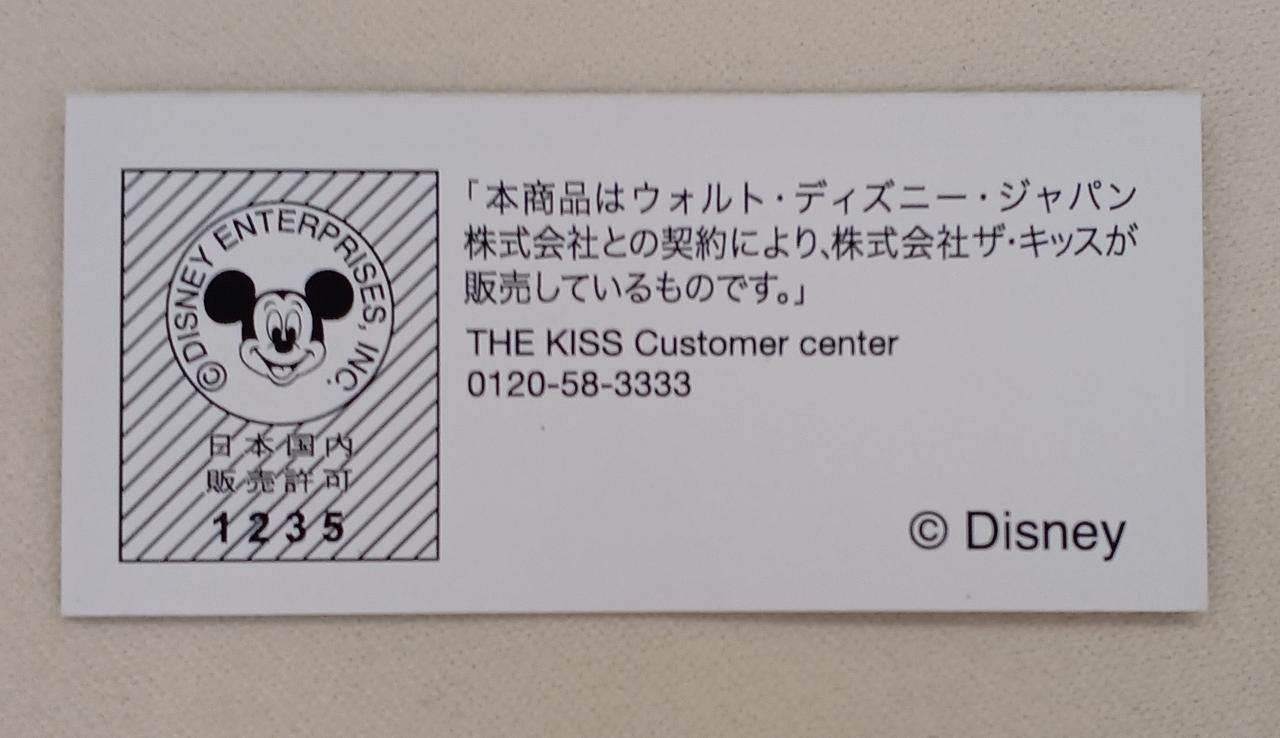 ©DISNEY ENTERPRISES, INC.
日本国内
販売許可
1235
「本商品はウォルト・ディズニー・ジャパン
株式会社との契約により、株式会社ザ・キッスが
販売しているものです。」
THE KISS Customer center
0120-58-3333
© Disney